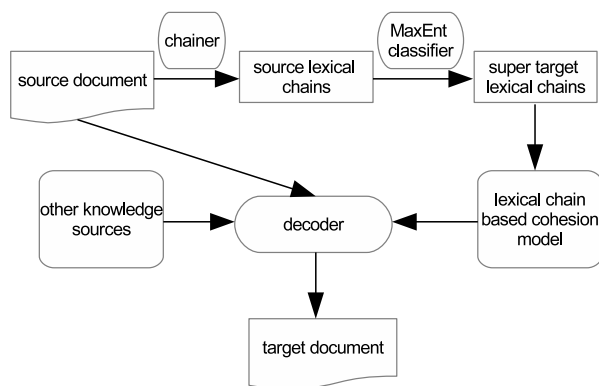 chainer
MaxEnt
classifier
source document
source lexical
chains
super target
lexical chains
other knowledge
sources
decoder
lexical chain
based cohesion
model
target document